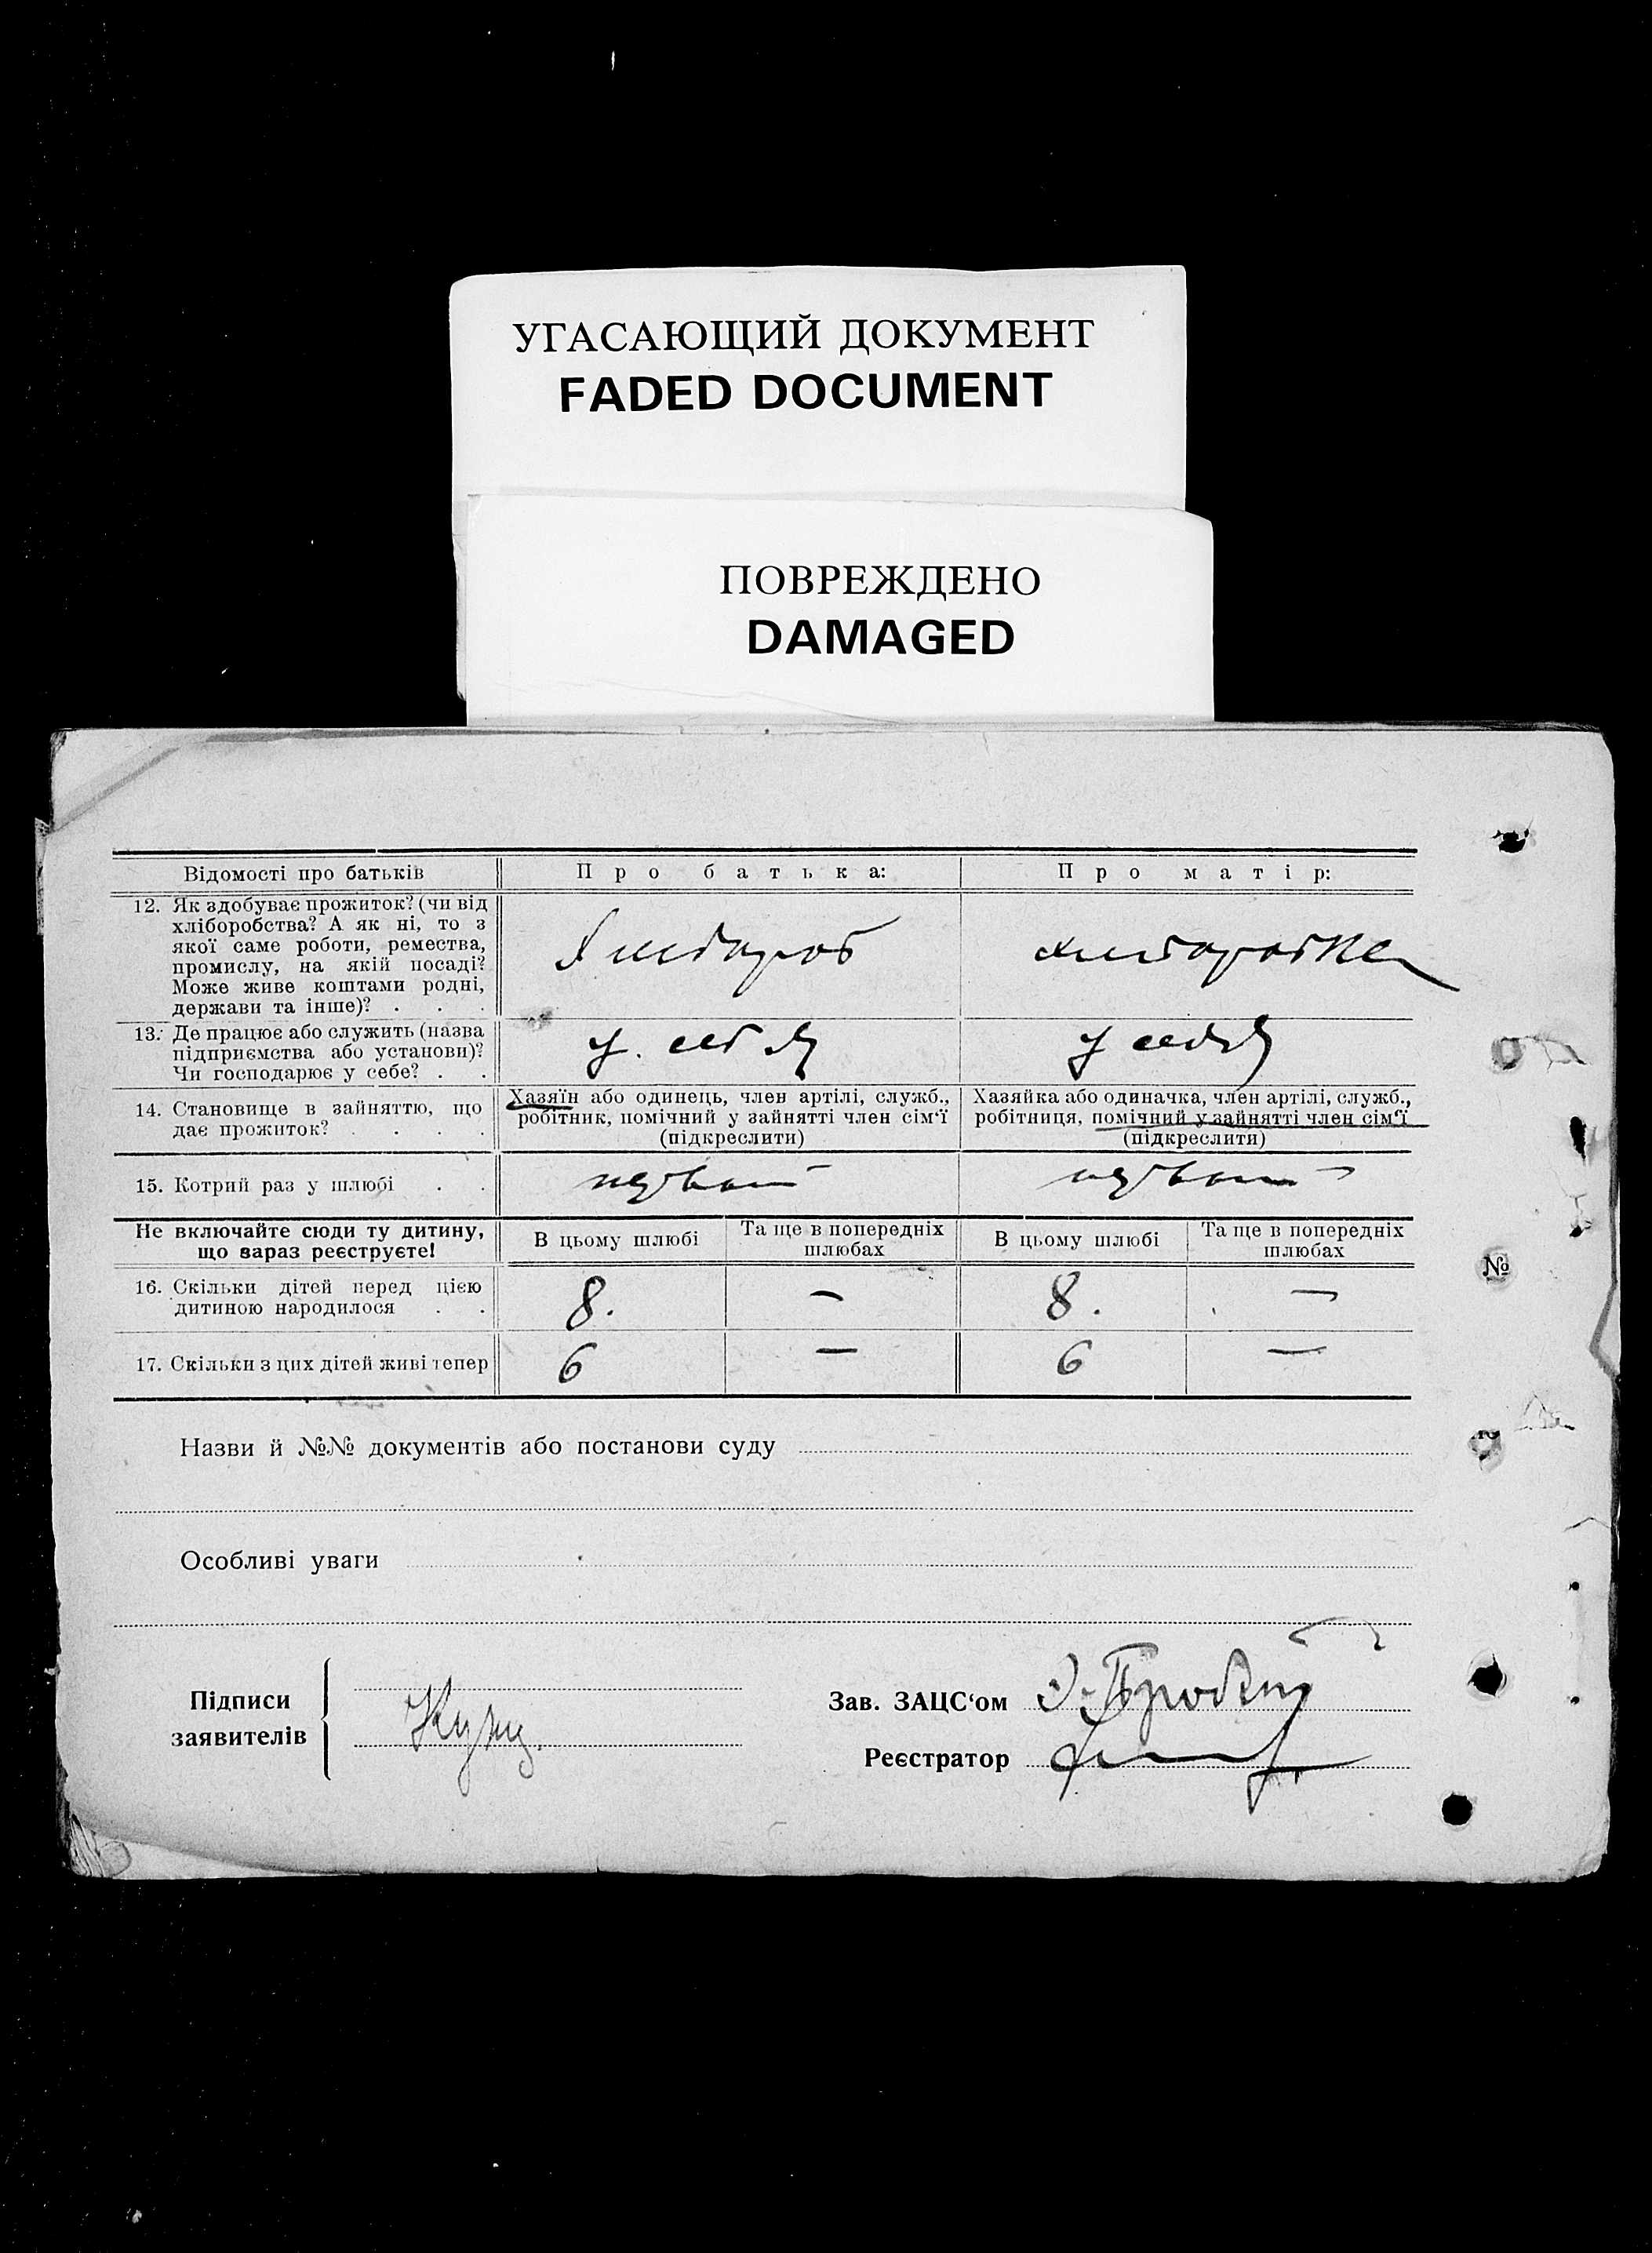 УГАСАЮЩИЙ ДОКУМЕНТ
FADED DOCUMENT
ПОВРЕЖДЕНО
DAMAGED
Відомості про батьків
Про батька:
Про матір:
12. Як здобуває прожиток? (чи від
хліборобства? А як ні, то з
якої саме роботи, ремества,
промислу, на якій посаді?
Може живе коштами родні,
держави та інше)? . . .
Хлібороб
хліборобка
13. Де працює або служить (назва
підприємства або установи)?
Чи господарює у себе? . .
у себе
у себе
14. Становище в зайняттю, що
дає прожиток? . . . .
Хазяїн або одинець, член артілі, служб.,
робітник, помічний у зайнятті член сім‘ї
(підкреслити)
Хазяйка або одиначка, член артілі, служб.,
робітниця, помічний у зайнятті член сім‘ї
(підкреслити)
15. Котрий раз у шлюбі . .
Не включайте сюди ту дитину,
що вараз реєструєте!
В цьому шлюбі
Та ще в попередніх
шлюбах
В цьому шлюбі
Та ще в попередніх
шлюбах
16. Скільки дітей перед цією
дитиною народилося . .
8. — 8. —
17. Скільки з цих дітей живі тепер
6 — 6 —
№
Назви й №№ документів або постанови суду
Особливі уваги
Підписи
заявителів
Зав. ЗАЦС‘ом
Реєстратор